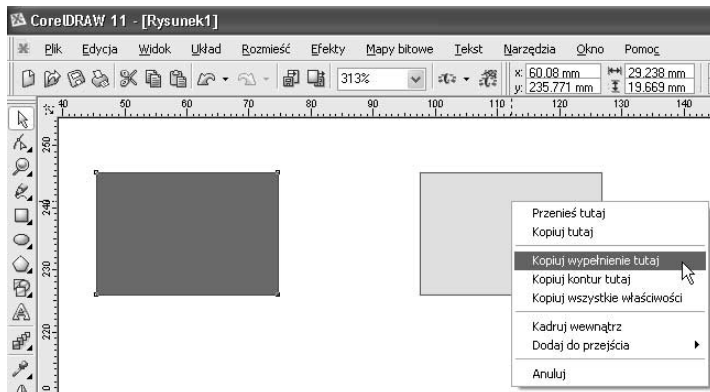 CorelDRAW 11 - [Rysunek1]
Plik Edycja Widok Układ Rozmieść Efekty Mapy bitowe Tekst Narzędzia Okno Pomoc
313% x: 60.08 mm 29.238 mm
y: 235.771 mm 19.669 mm
40 50 60 70 80 90 100 110 120 130 140
250
240
Przenieś tutaj
Kopiuj tutaj
Kopiuj wypełnienie tutaj
230
Kopiuj kontur tutaj
Kopiuj wszystkie właściwości
Kadruj wewnątrz
220
Dodaj do przejścia
Anuluj